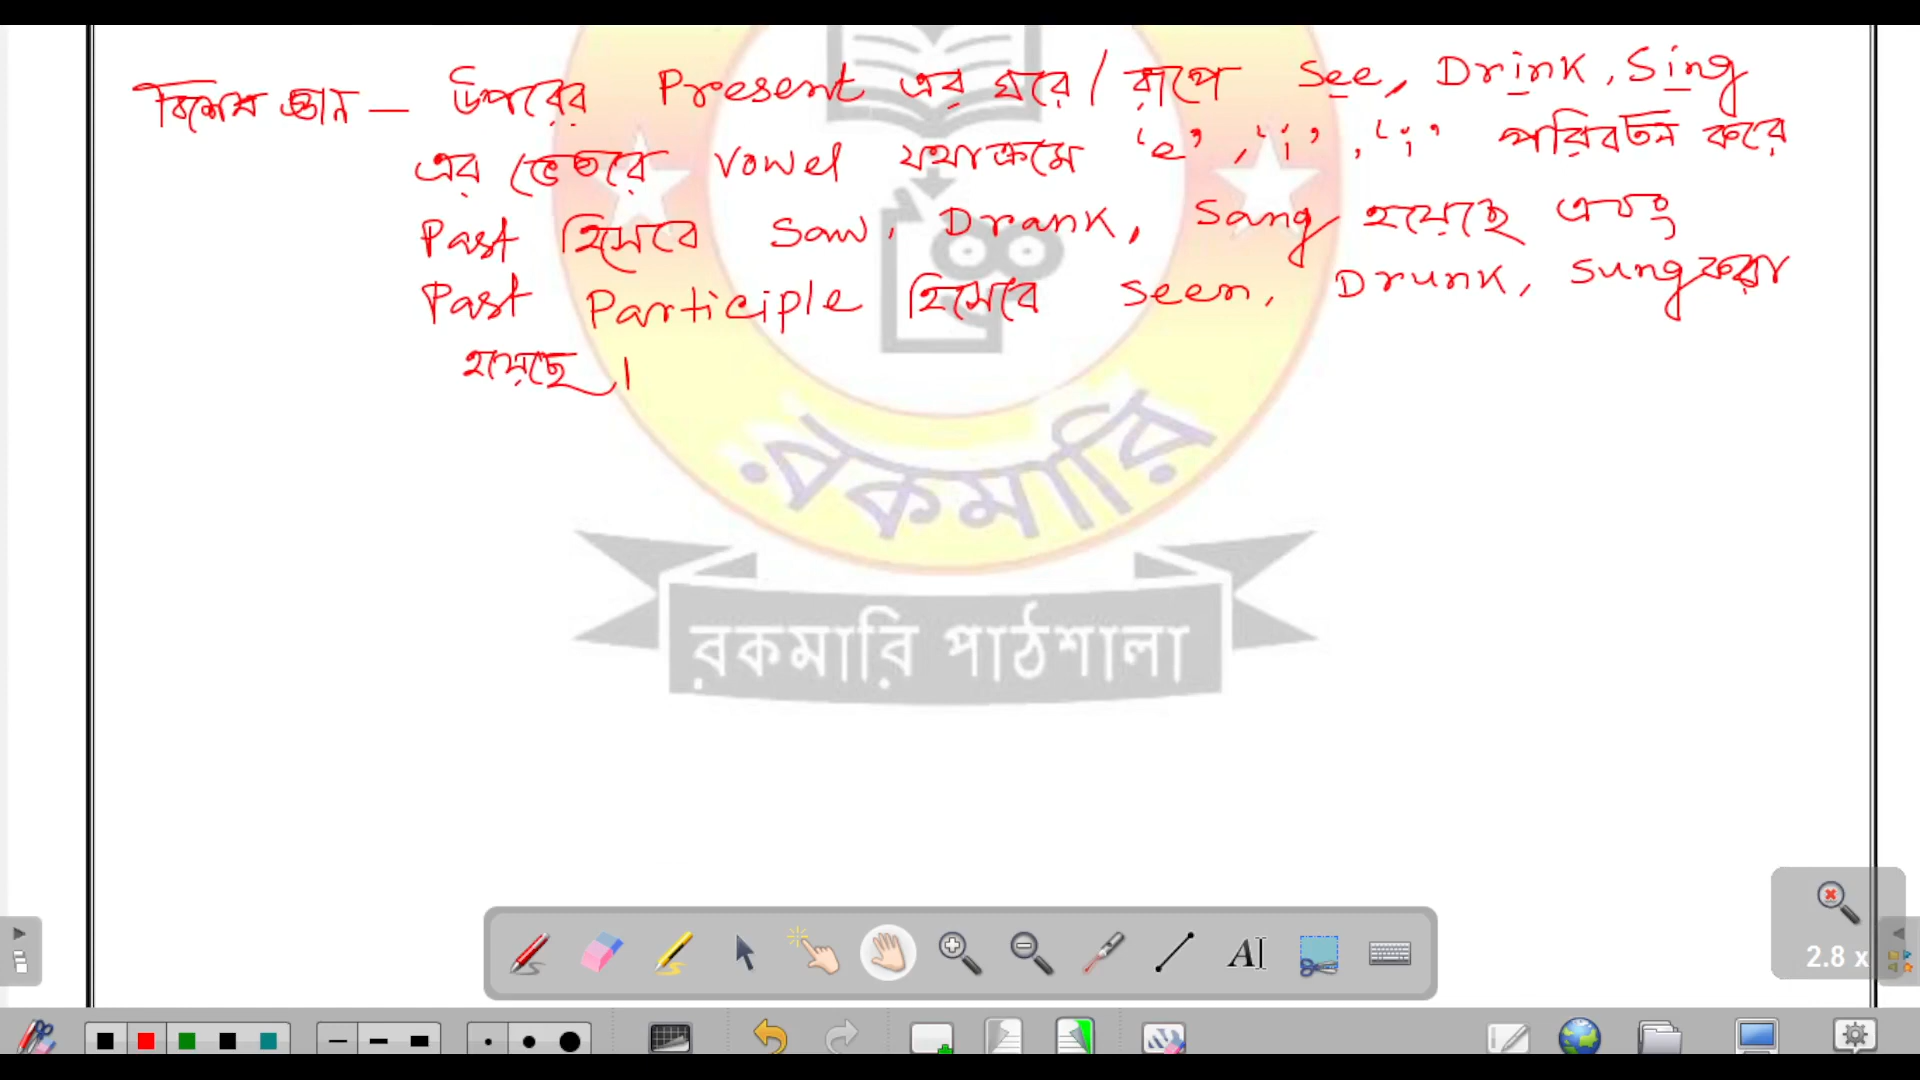 বিশেষ জ্ঞান — উপরের Present এর ঘরে / রূপে See, Drink, Sing
এর ভেতরে vowel যথাক্রমে 'e', 'i', 'i' পরিবর্তন করে
Past হিসেবে Saw, Drank, Sang হয়েছে এবং
Past Participle হিসেবে Seen, Drunk, Sung করা
হয়েছে।
রকমারি
রকমারি পাঠশালা
2.8 x